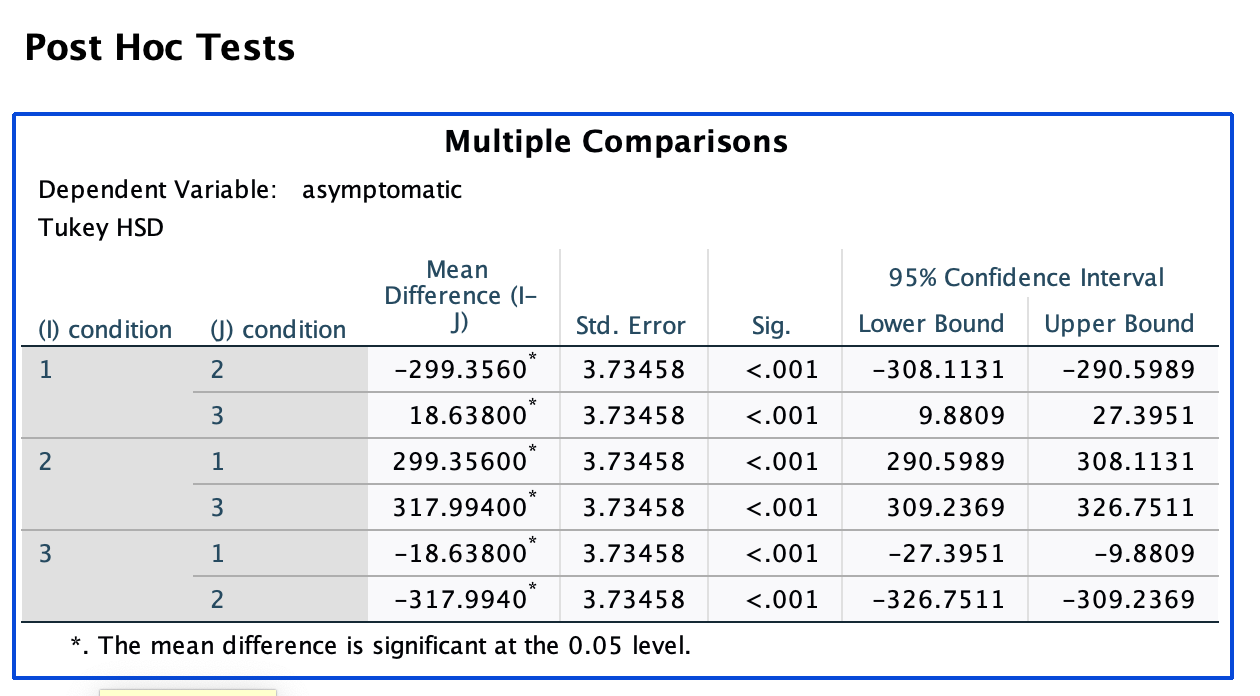 Post Hoc Tests
Multiple Comparisons
Dependent Variable: asymptomatic
Tukey HSD
(I) condition (J) condition Mean Difference (I–J) Std. Error Sig. 95% Confidence Interval
Lower Bound Upper Bound
1 2 −299.3560* 3.73458 <.001 −308.1131 −290.5989
3 18.63800* 3.73458 <.001 9.8809 27.3951
2 1 299.35600* 3.73458 <.001 290.5989 308.1131
3 317.99400* 3.73458 <.001 309.2369 326.7511
3 1 −18.63800* 3.73458 <.001 −27.3951 −9.8809
2 −317.9940* 3.73458 <.001 −326.7511 −309.2369
*. The mean difference is significant at the 0.05 level.